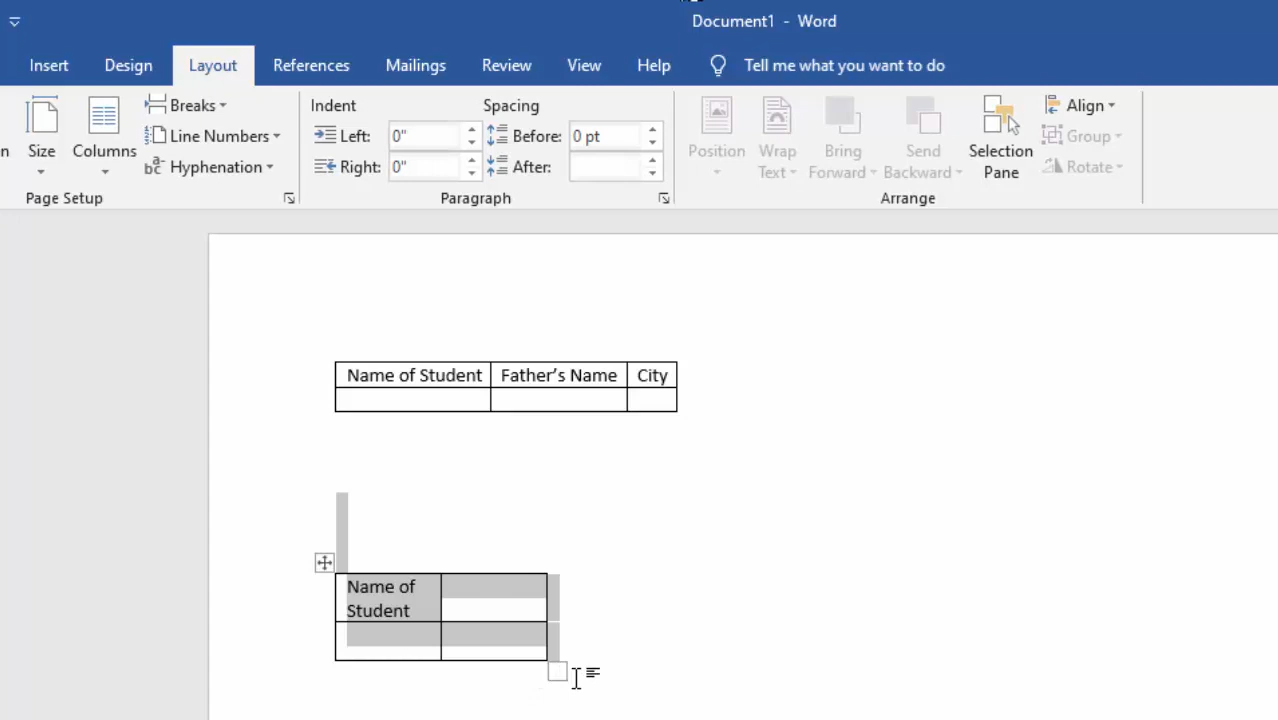 Document1 - Word
Insert Design Layout References Mailings Review View Help Tell me what you want to do
Breaks Indent Spacing Align
n Size Columns Line Numbers Left: 0" Before: 0 pt Position Wrap Text Bring Forward Send Backward Selection Pane Group
Hyphenation Right: 0" After: Rotate
Page Setup Paragraph Arrange
Name of Student Father’s Name City
Name of
Student